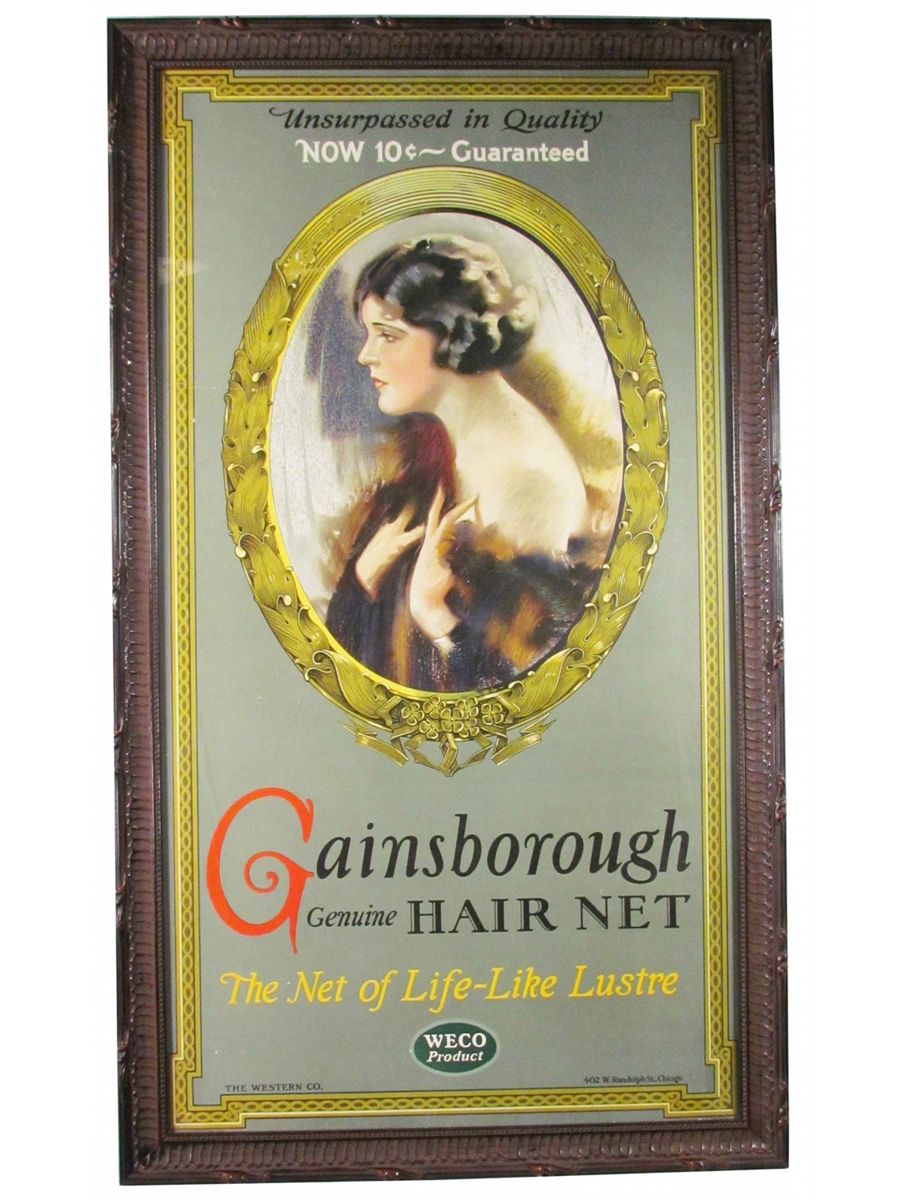 Unsurpassed in Quality
NOW 10¢~ Guaranteed
Gainsborough
Genuine HAIR NET
The Net of Life-Like Lustre
WECO
Product
THE WESTERN CO. 402 W. Randolph St., Chicago.